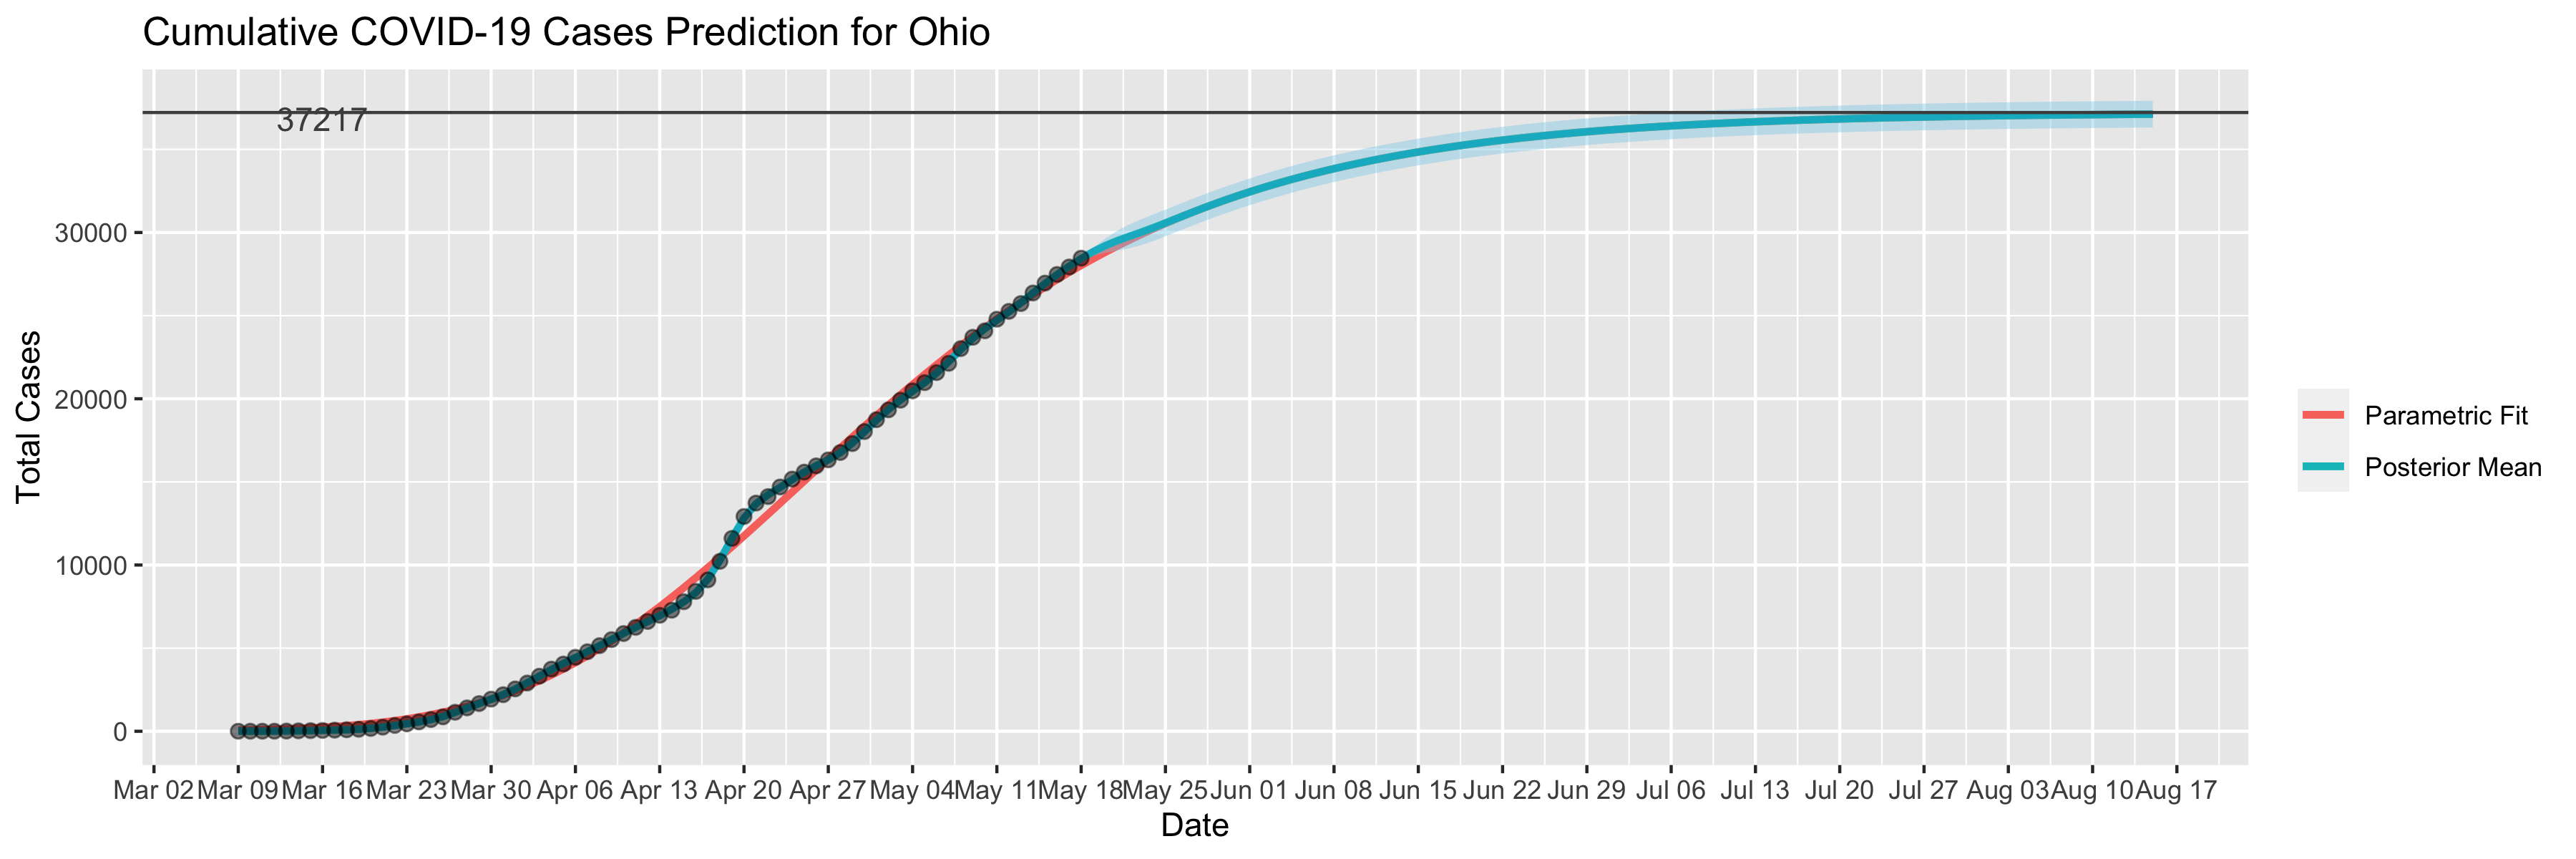 Cumulative COVID-19 Cases Prediction for Ohio
37217
30000
20000
10000
0
Total Cases
Mar 02 Mar 09 Mar 16 Mar 23 Mar 30 Apr 06 Apr 13 Apr 20 Apr 27 May 04 May 11 May 18 May 25 Jun 01 Jun 08 Jun 15 Jun 22 Jun 29 Jul 06 Jul 13 Jul 20 Jul 27 Aug 03 Aug 10 Aug 17
Date
Parametric Fit
Posterior Mean